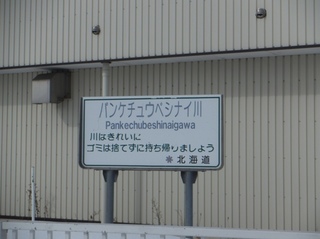 パンケチュウベシナイ川
Pankechubeshinaigawa
川はきれいに
ゴミは捨てずに持ち帰りましょう
北海道